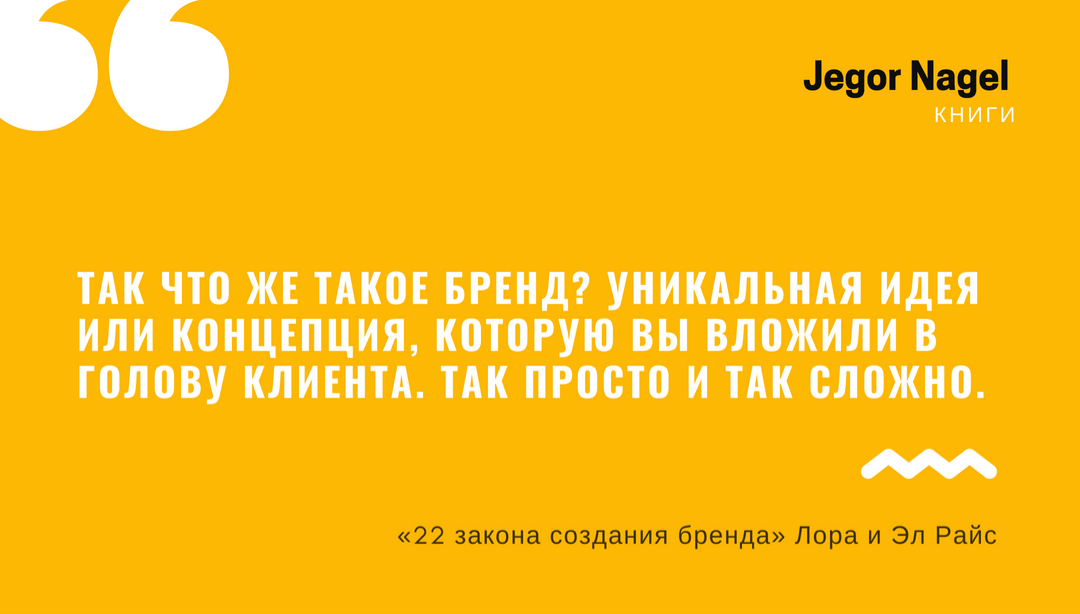 Jegor Nagel
КНИГИ
ТАК ЧТО ЖЕ ТАКОЕ БРЕНД? УНИКАЛЬНАЯ ИДЕЯ
ИЛИ КОНЦЕПЦИЯ, КОТОРУЮ ВЫ ВЛОЖИЛИ В
ГОЛОВУ КЛИЕНТА. ТАК ПРОСТО И ТАК СЛОЖНО.
«22 закона создания бренда» Лора и Эл Райс